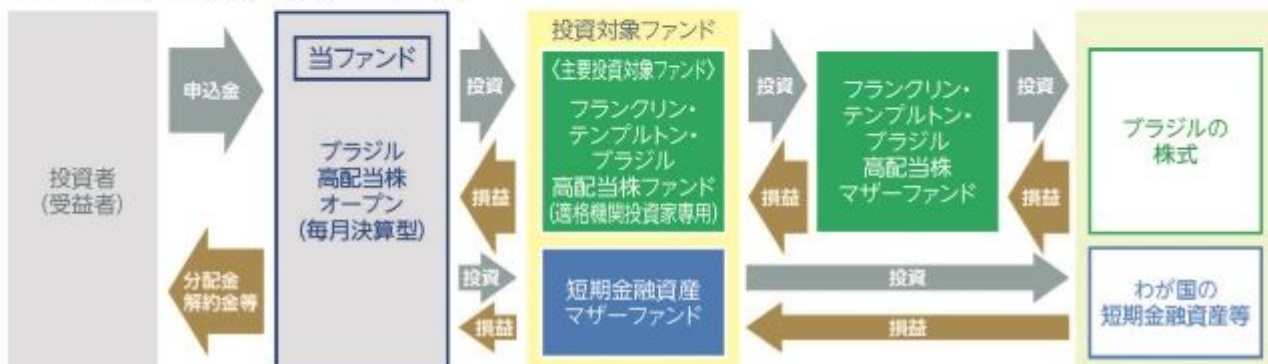 投資者
(受益者)
申込金
分配金
解約金等
当ファンド
ブラジル
高配当株
オープン
(毎月決算型)
投資
損益
投資
損益
投資対象ファンド
〈主要投資対象ファンド〉
フランクリン・
テンプルトン・
ブラジル
高配当株ファンド
(適格機関投資家専用)
短期金融資産
マザーファンド
投資
損益
フランクリン・
テンプルトン・
ブラジル
高配当株
マザーファンド
投資
損益
投資
損益
ブラジルの
株式
わが国の
短期金融資産等